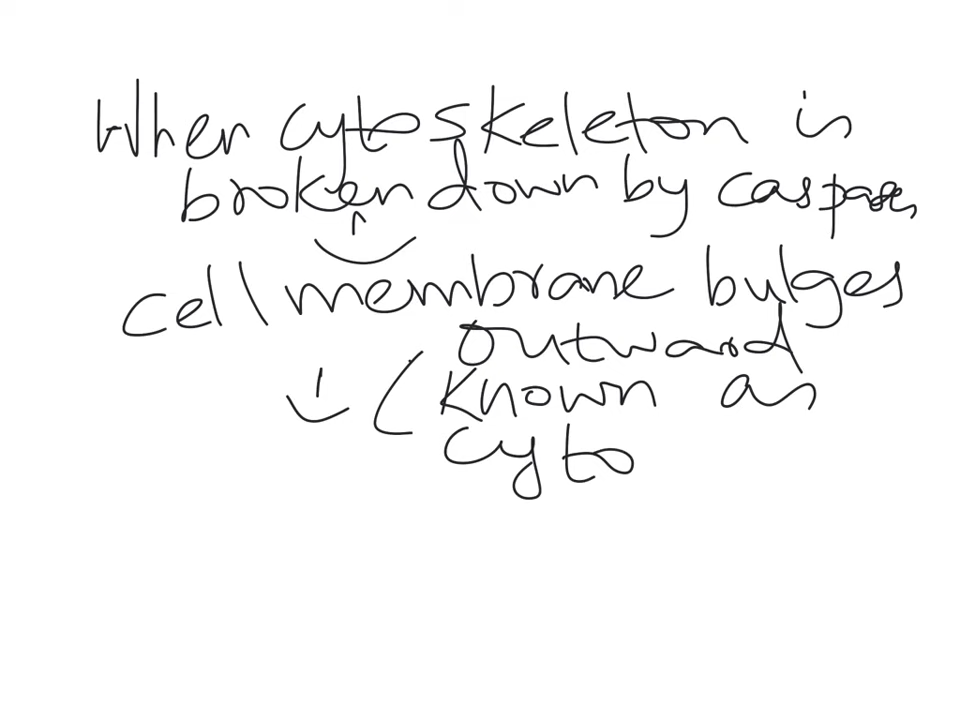 When cytoskeleton is
broken down by caspases,
↓
cell membrane bulges
outward
↓ (known as
cyto